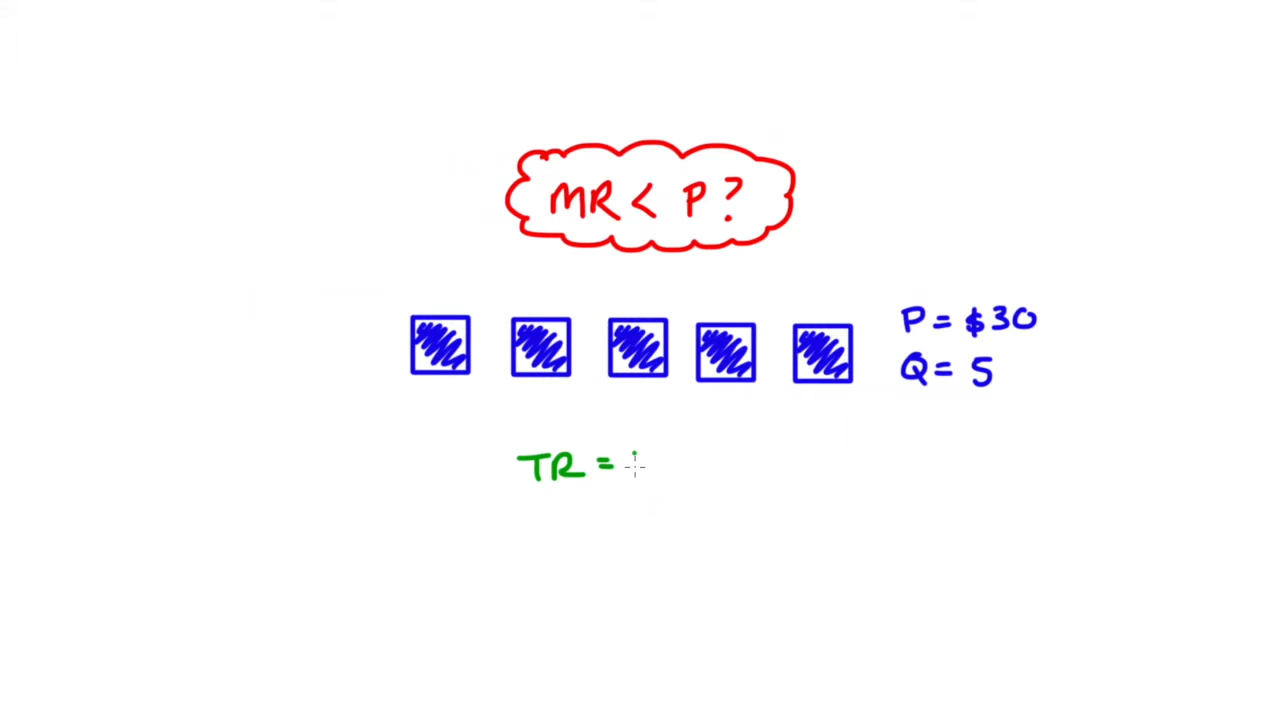 MR < P?
P = $30
Q = 5
TR =